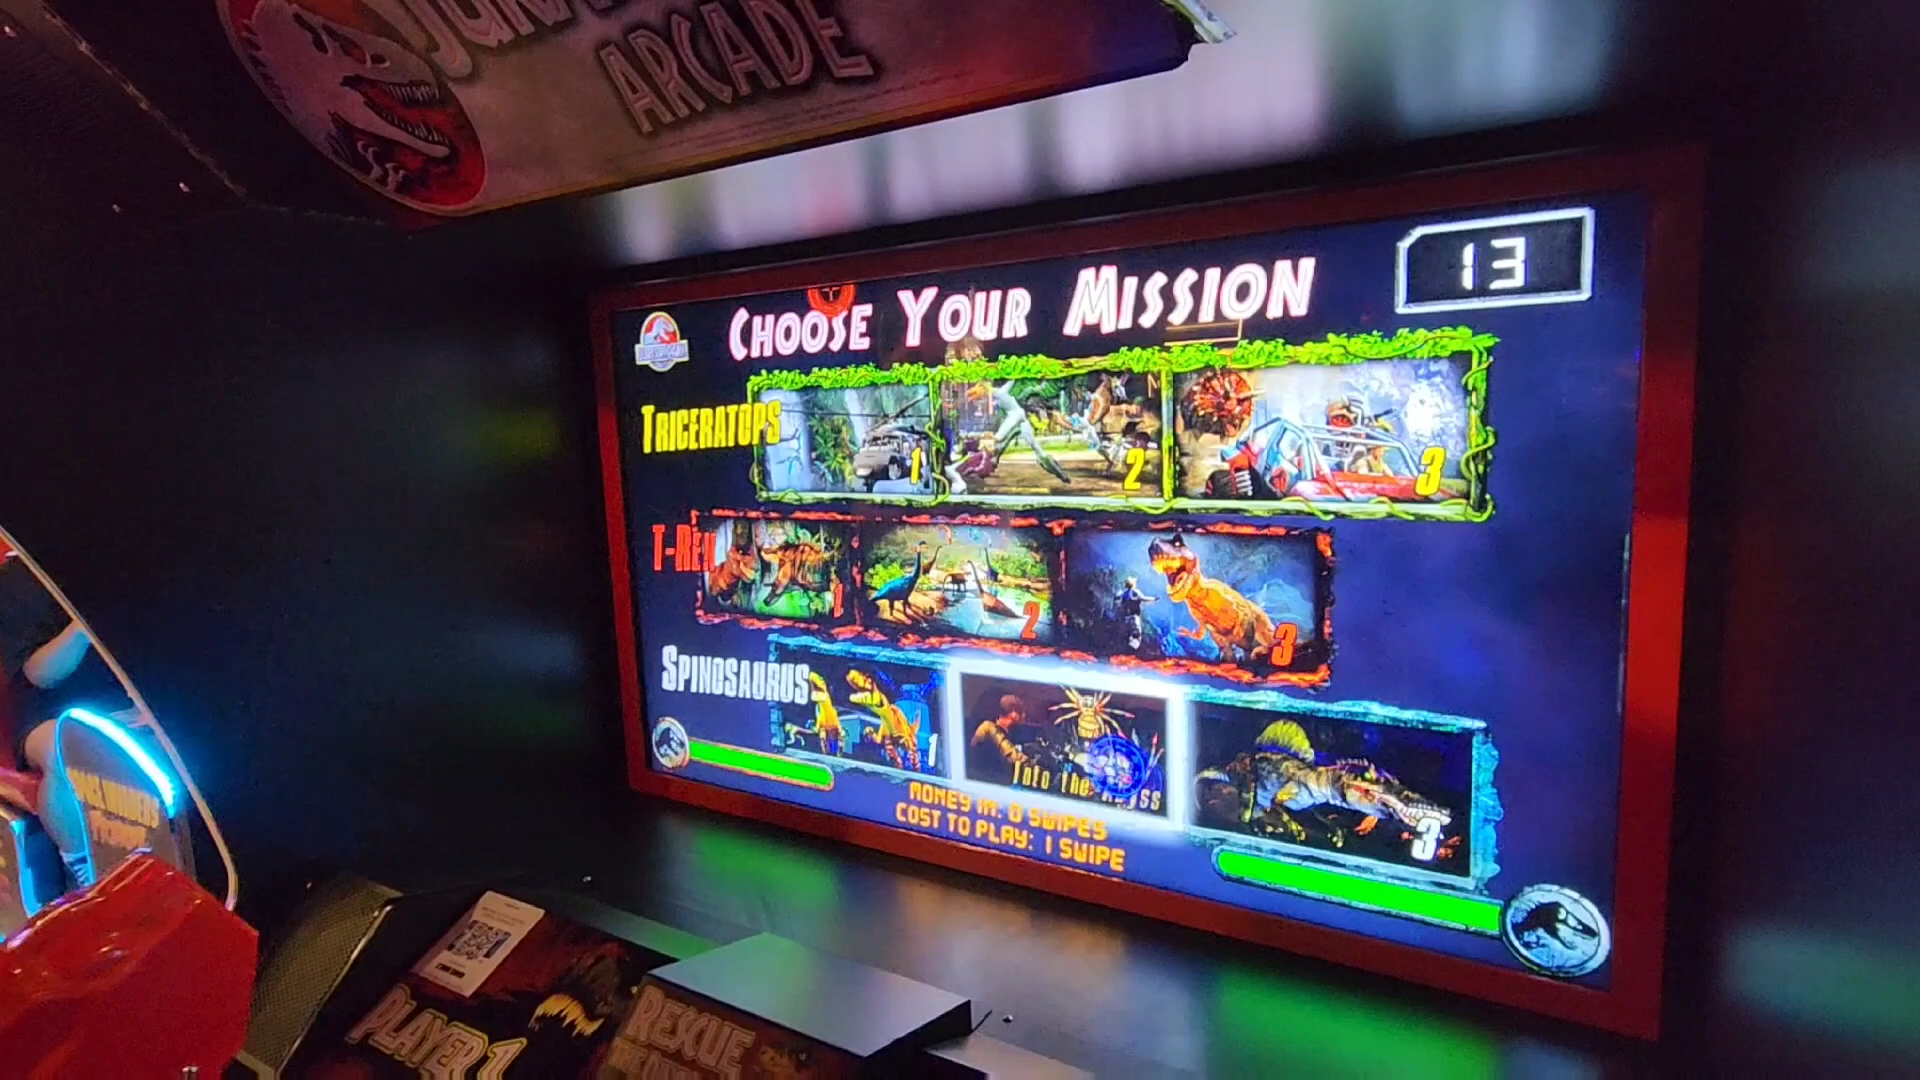 ARCADE
13
CHOOSE YOUR MISSION
TRICERATOPS
1
2
3
T-REX
1
2
3
SPINOSAURUS
1
Into the Abyss
3
MONEY IN: 0 SWIPES
COST TO PLAY: 1 SWIPE
PLAYER 1
RESCUE